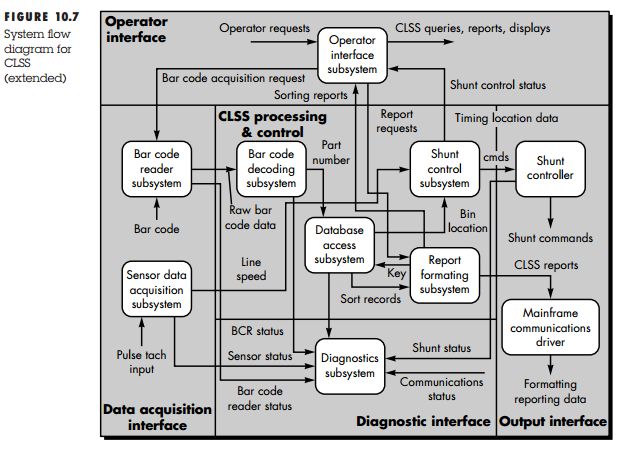 FIGURE 10.7
System flow
diagram for
CLSS
(extended)
Operator
interface
Operator requests
CLSS queries, reports, displays
Operator
interface
subsystem
Bar code acquisition request
Shunt control status
Sorting reports
CLSS processing
& control
Report
requests
Timing location data
Bar code
reader
subsystem
Bar code
decoding
subsystem
Part
number
Shunt
control
subsystem
cmds
Shunt
controller
Bar code
Raw bar
code data
Database
access
subsystem
Bin
location
Shunt commands
Sensor data
acquisition
subsystem
Line
speed
Key
Report
formating
subsystem
CLSS reports
Sort records
Mainframe
communications
driver
BCR status
Pulse tach
input
Sensor status
Diagnostics
subsystem
Shunt status
Bar code
reader status
Communications
status
Formatting
reporting data
Data acquisition
interface
Diagnostic interface
Output interface